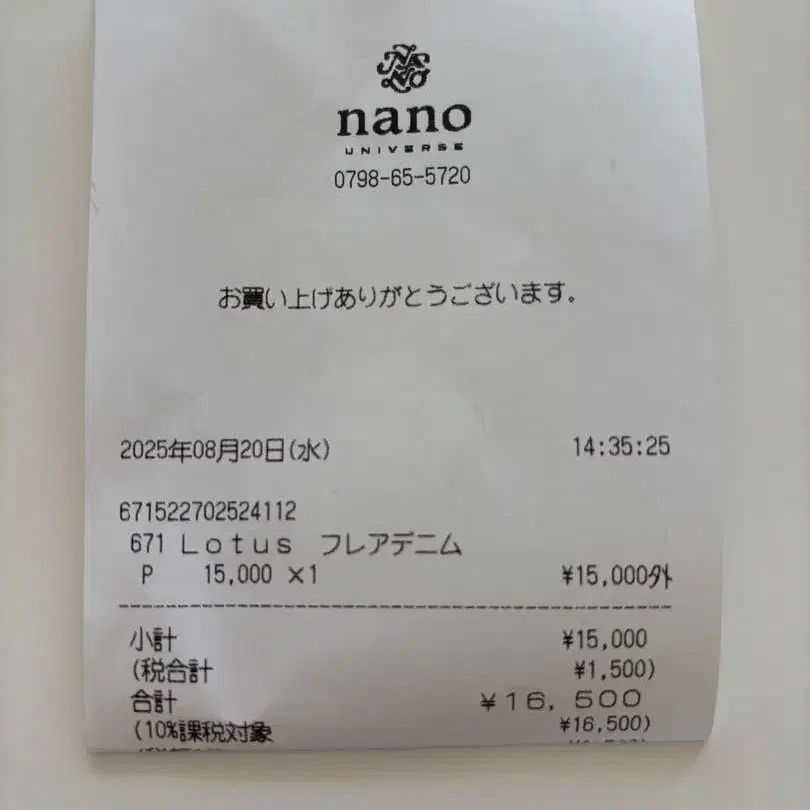 nano
UNIVERSE
0798-65-5720
お買い上げありがとうございます。
2025年08月20日(水) 14:35:25
671522702524112
671 Lotus フレアデニム
P 15,000 ×1 ¥15,000外
小計 ¥15,000
(税合計 ¥1,500)
合計 ¥16,500
(10%課税対象 ¥16,500)